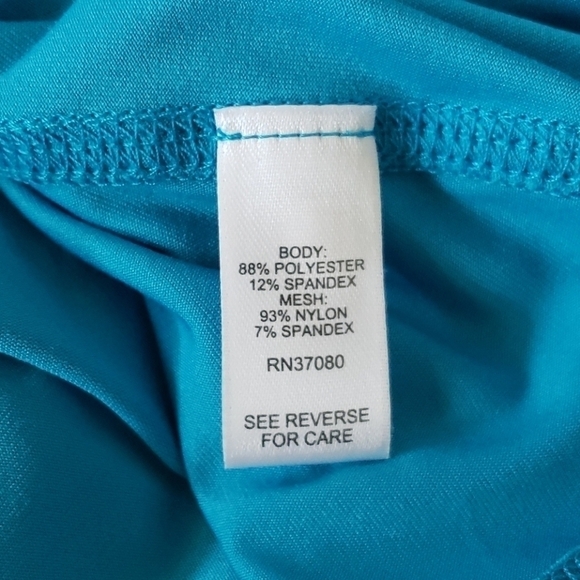 BODY:
88% POLYESTER
12% SPANDEX
MESH:
93% NYLON
7% SPANDEX
RN37080
SEE REVERSE
FOR CARE